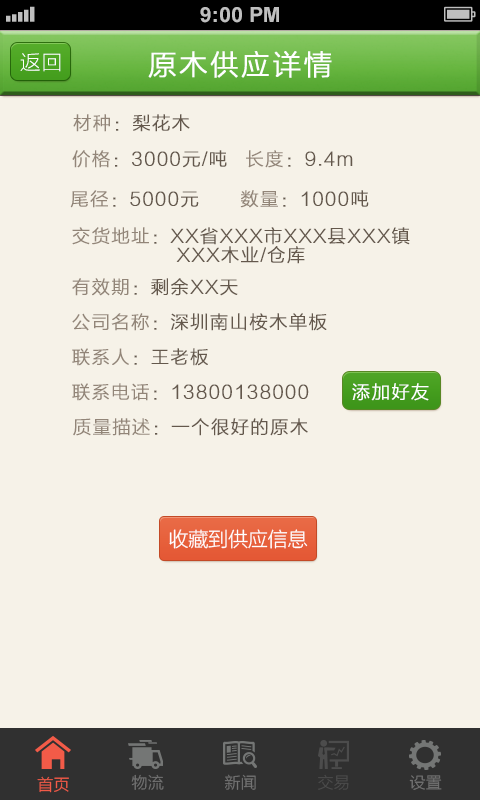 9:00 PM
返回
原木供应详情
材种：梨花木
价格：3000元/吨 长度：9.4m
尾径：5000元 数量：1000吨
交货地址：XX省XXX市XXX县XXX镇
XXX木业/仓库
有效期：剩余XX天
公司名称：深圳南山桉木单板
联系人：王老板
联系电话：13800138000
添加好友
质量描述：一个很好的原木
收藏到供应信息
首页 物流 新闻 交易 设置